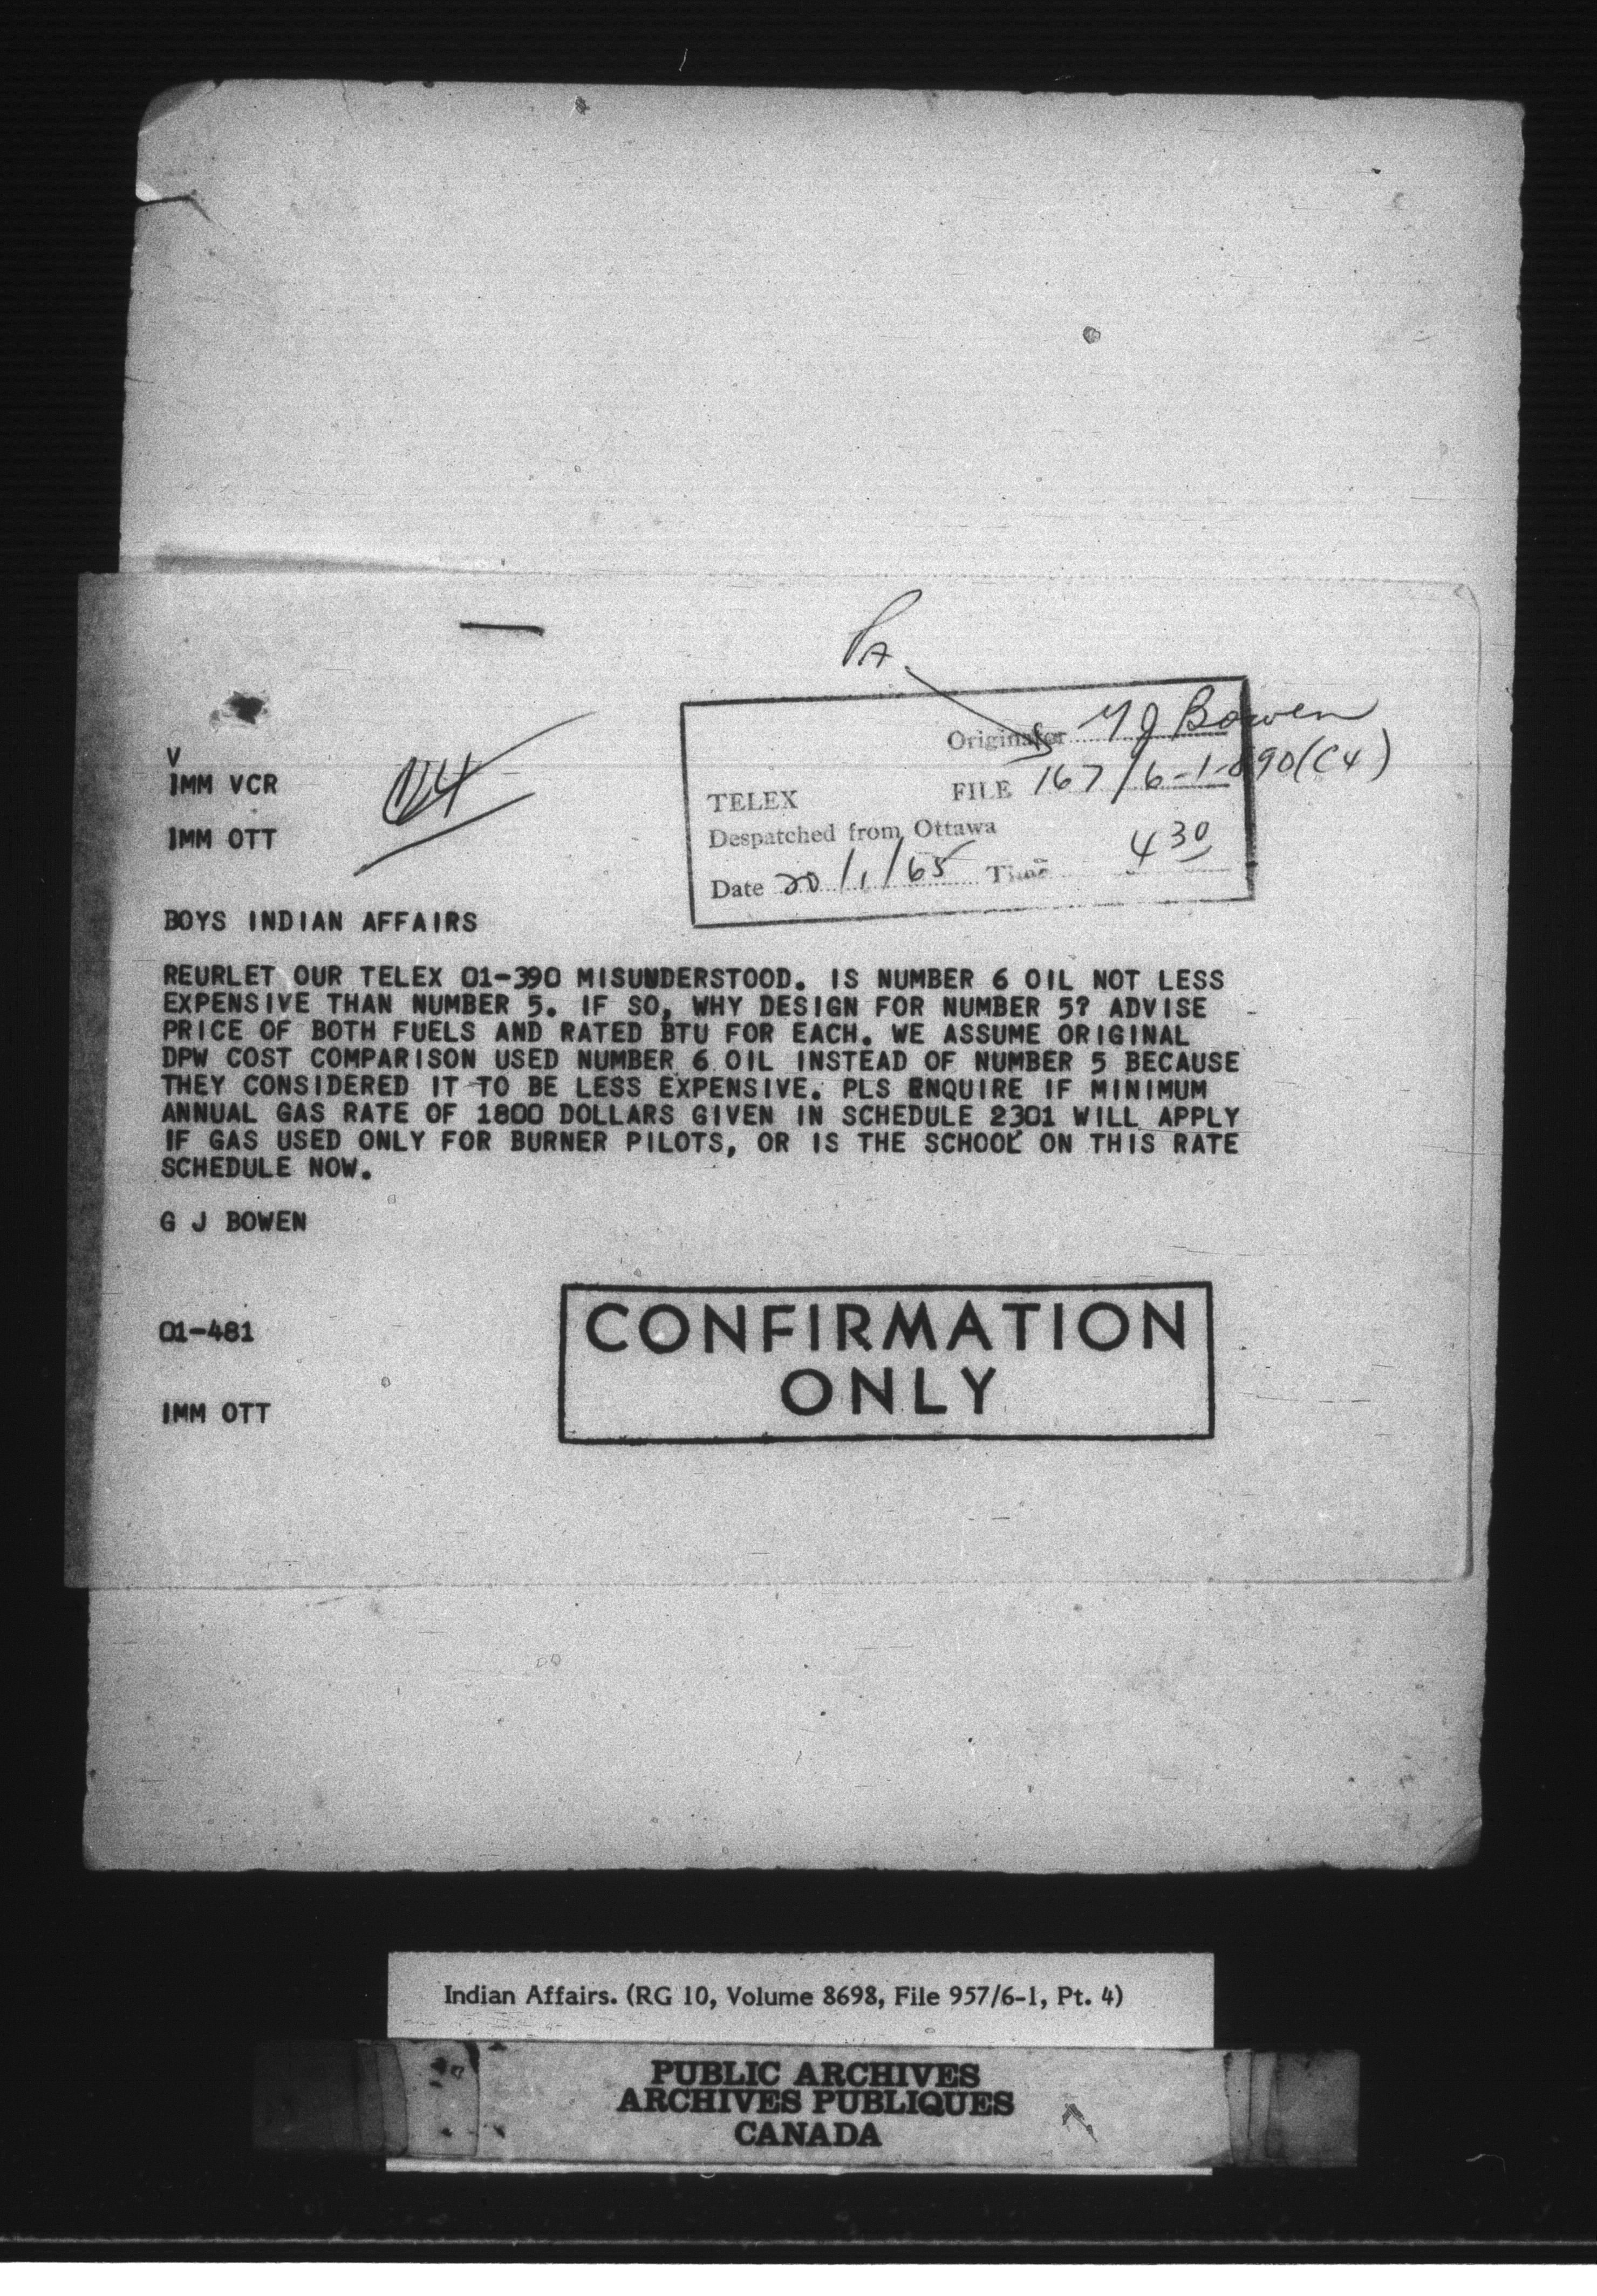 PA
Originator G J Bowen
FILE 167/6-1-890(C4)
TELEX
Despatched from Ottawa
Date 20/1/65 Time 4 30
V
IMM VCR
IMM OTT
BOYS INDIAN AFFAIRS
REURLET OUR TELEX 01-390 MISUNDERSTOOD. IS NUMBER 6 OIL NOT LESS
EXPENSIVE THAN NUMBER 5. IF SO, WHY DESIGN FOR NUMBER 5? ADVISE
PRICE OF BOTH FUELS AND RATED BTU FOR EACH. WE ASSUME ORIGINAL
DPW COST COMPARISON USED NUMBER 6 OIL INSTEAD OF NUMBER 5 BECAUSE
THEY CONSIDERED IT TO BE LESS EXPENSIVE. PLS ENQUIRE IF MINIMUM
ANNUAL GAS RATE OF 1800 DOLLARS GIVEN IN SCHEDULE 2301 WILL APPLY
IF GAS USED ONLY FOR BURNER PILOTS, OR IS THE SCHOOL ON THIS RATE
SCHEDULE NOW.
G J BOWEN
01-481
IMM OTT
CONFIRMATION
ONLY
Indian Affairs. (RG 10, Volume 8698, File 957/6-1, Pt. 4)
PUBLIC ARCHIVES
ARCHIVES PUBLIQUES
CANADA